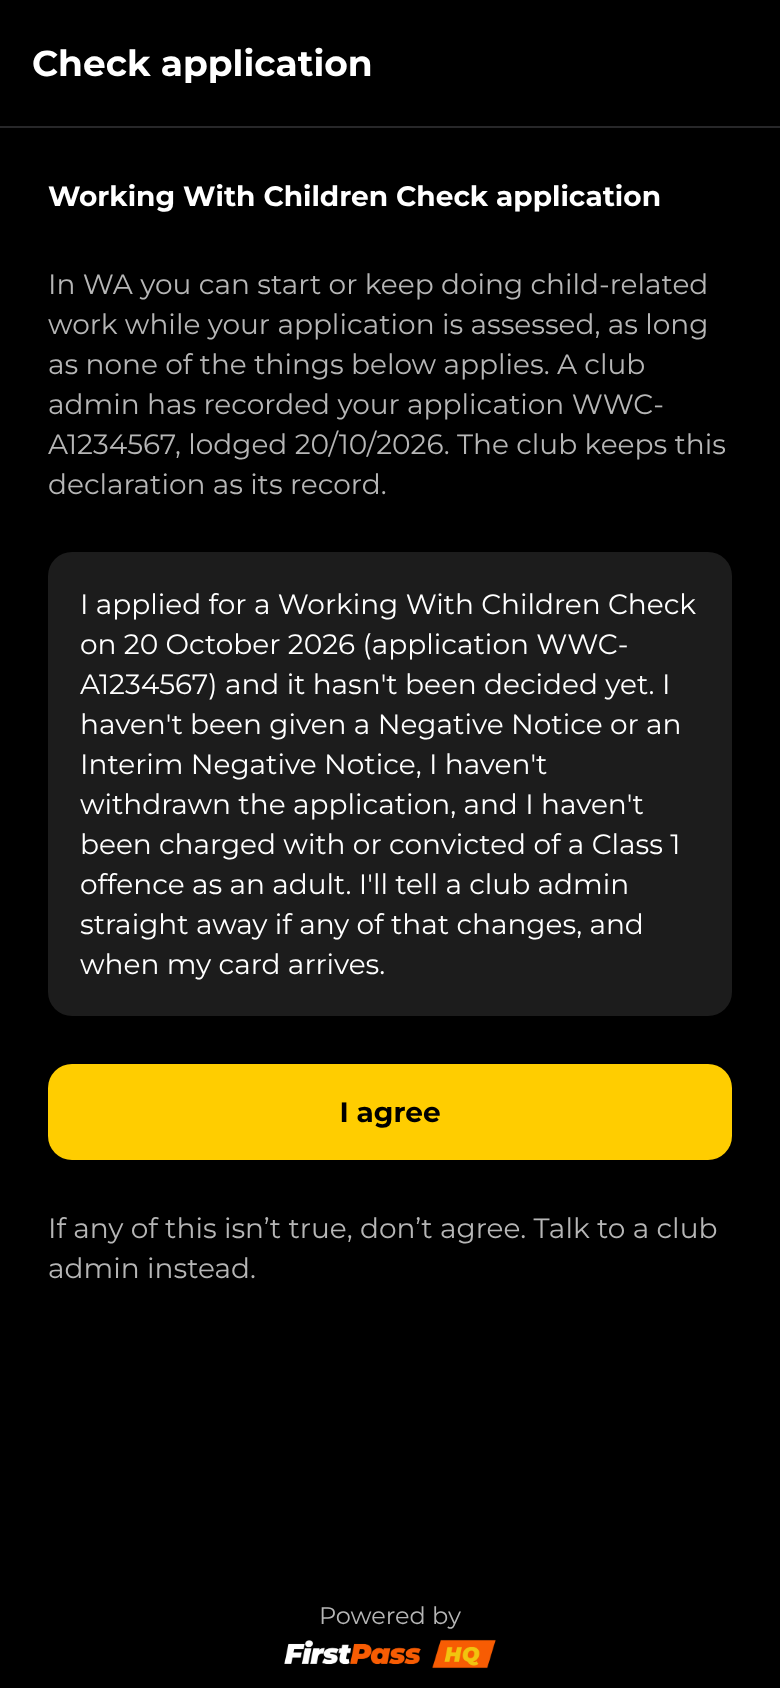 Check application
Working With Children Check application
In WA you can start or keep doing child-related
work while your application is assessed, as long
as none of the things below applies. A club
admin has recorded your application WWC-
A1234567, lodged 20/10/2026. The club keeps this
declaration as its record.
I applied for a Working With Children Check
on 20 October 2026 (application WWC-
A1234567) and it hasn't been decided yet. I
haven't been given a Negative Notice or an
Interim Negative Notice, I haven't
withdrawn the application, and I haven't
been charged with or convicted of a Class 1
offence as an adult. I'll tell a club admin
straight away if any of that changes, and
when my card arrives.
I agree
If any of this isn’t true, don’t agree. Talk to a club
admin instead.
Powered by
FirstPass HQ